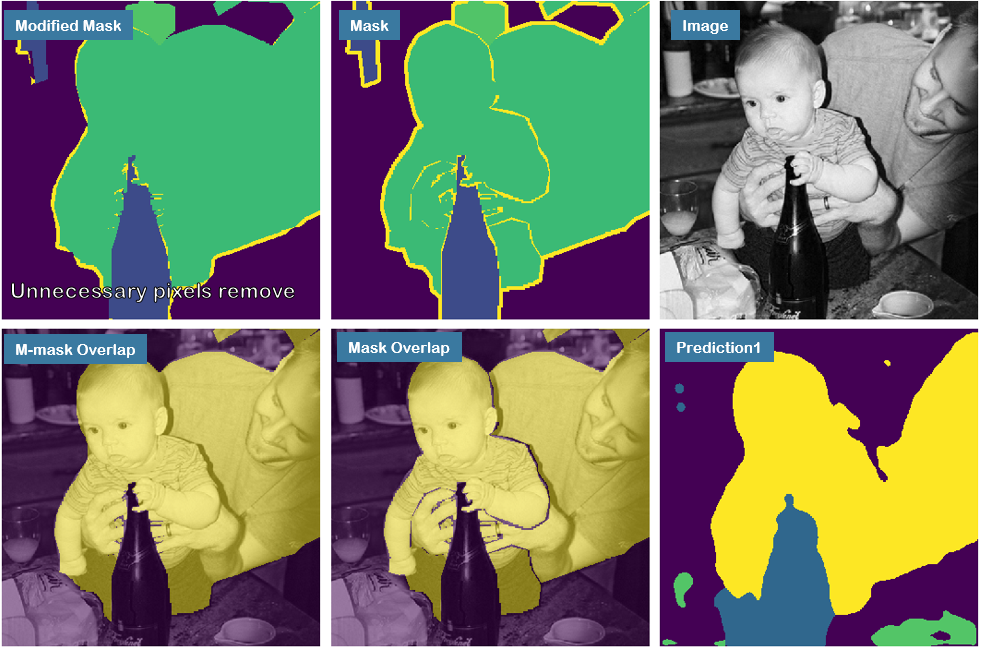 Modified Mask
Mask
Image
Unnecessary pixels remove
M-mask Overlap
Mask Overlap
Prediction1